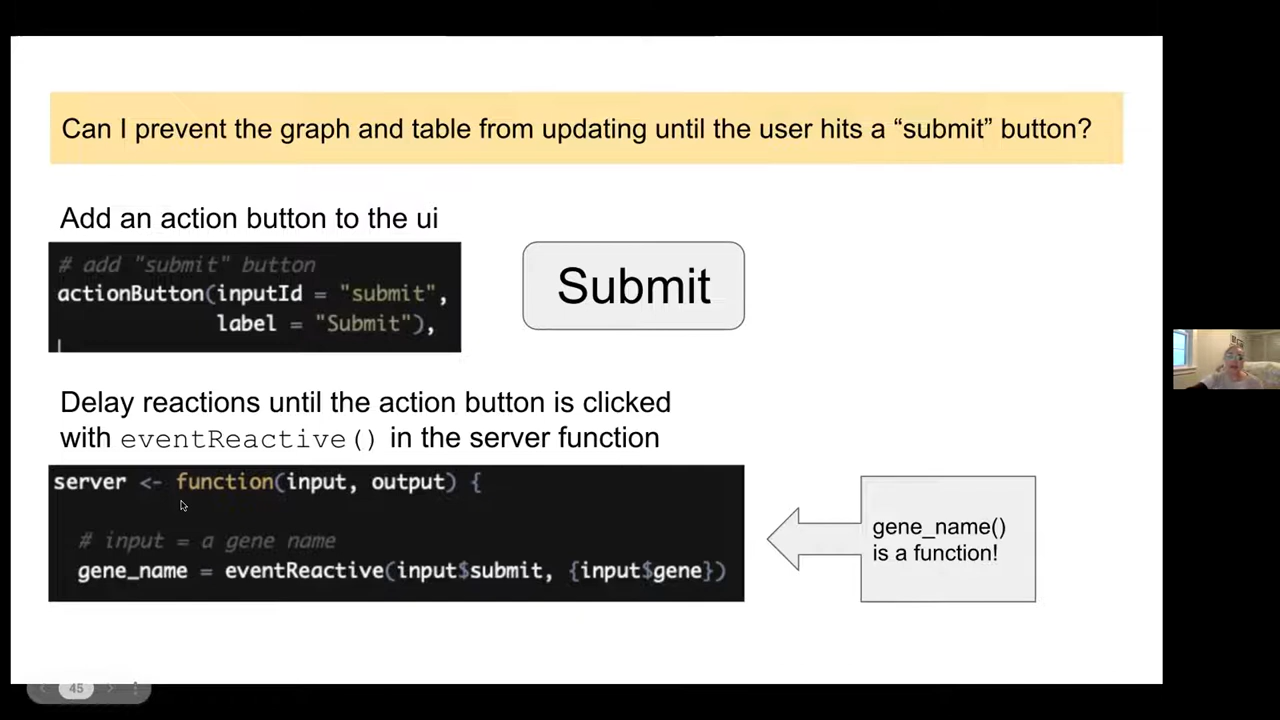 Can I prevent the graph and table from updating until the user hits a “submit” button?
Add an action button to the ui
# add "submit" button
actionButton(inputId = "submit",
label = "Submit"),
Submit
Delay reactions until the action button is clicked
with eventReactive() in the server function
server <- function(input, output) {
# input = a gene name
gene_name = eventReactive(input$submit, {input$gene})
gene_name()
is a function!
45